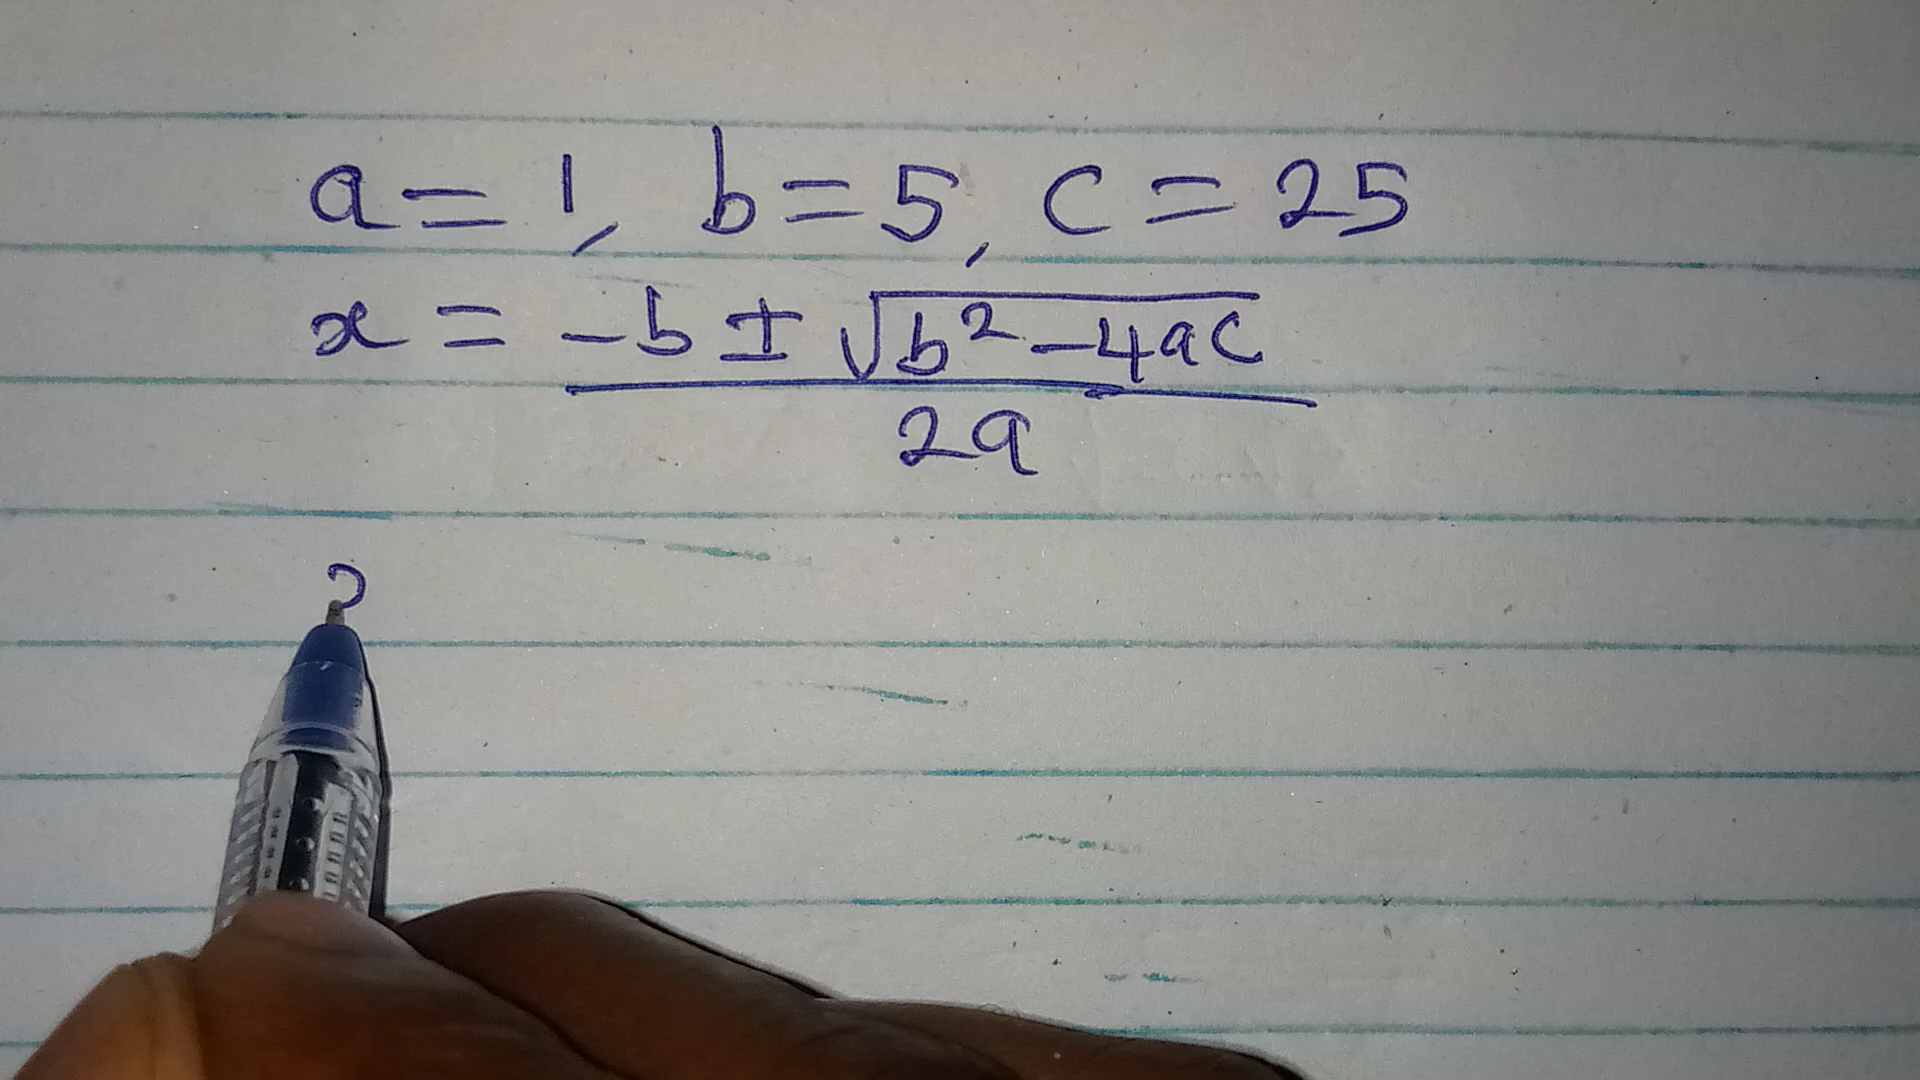 a = 1, b = 5, c = 25
x = -b ± √b² - 4ac
2a